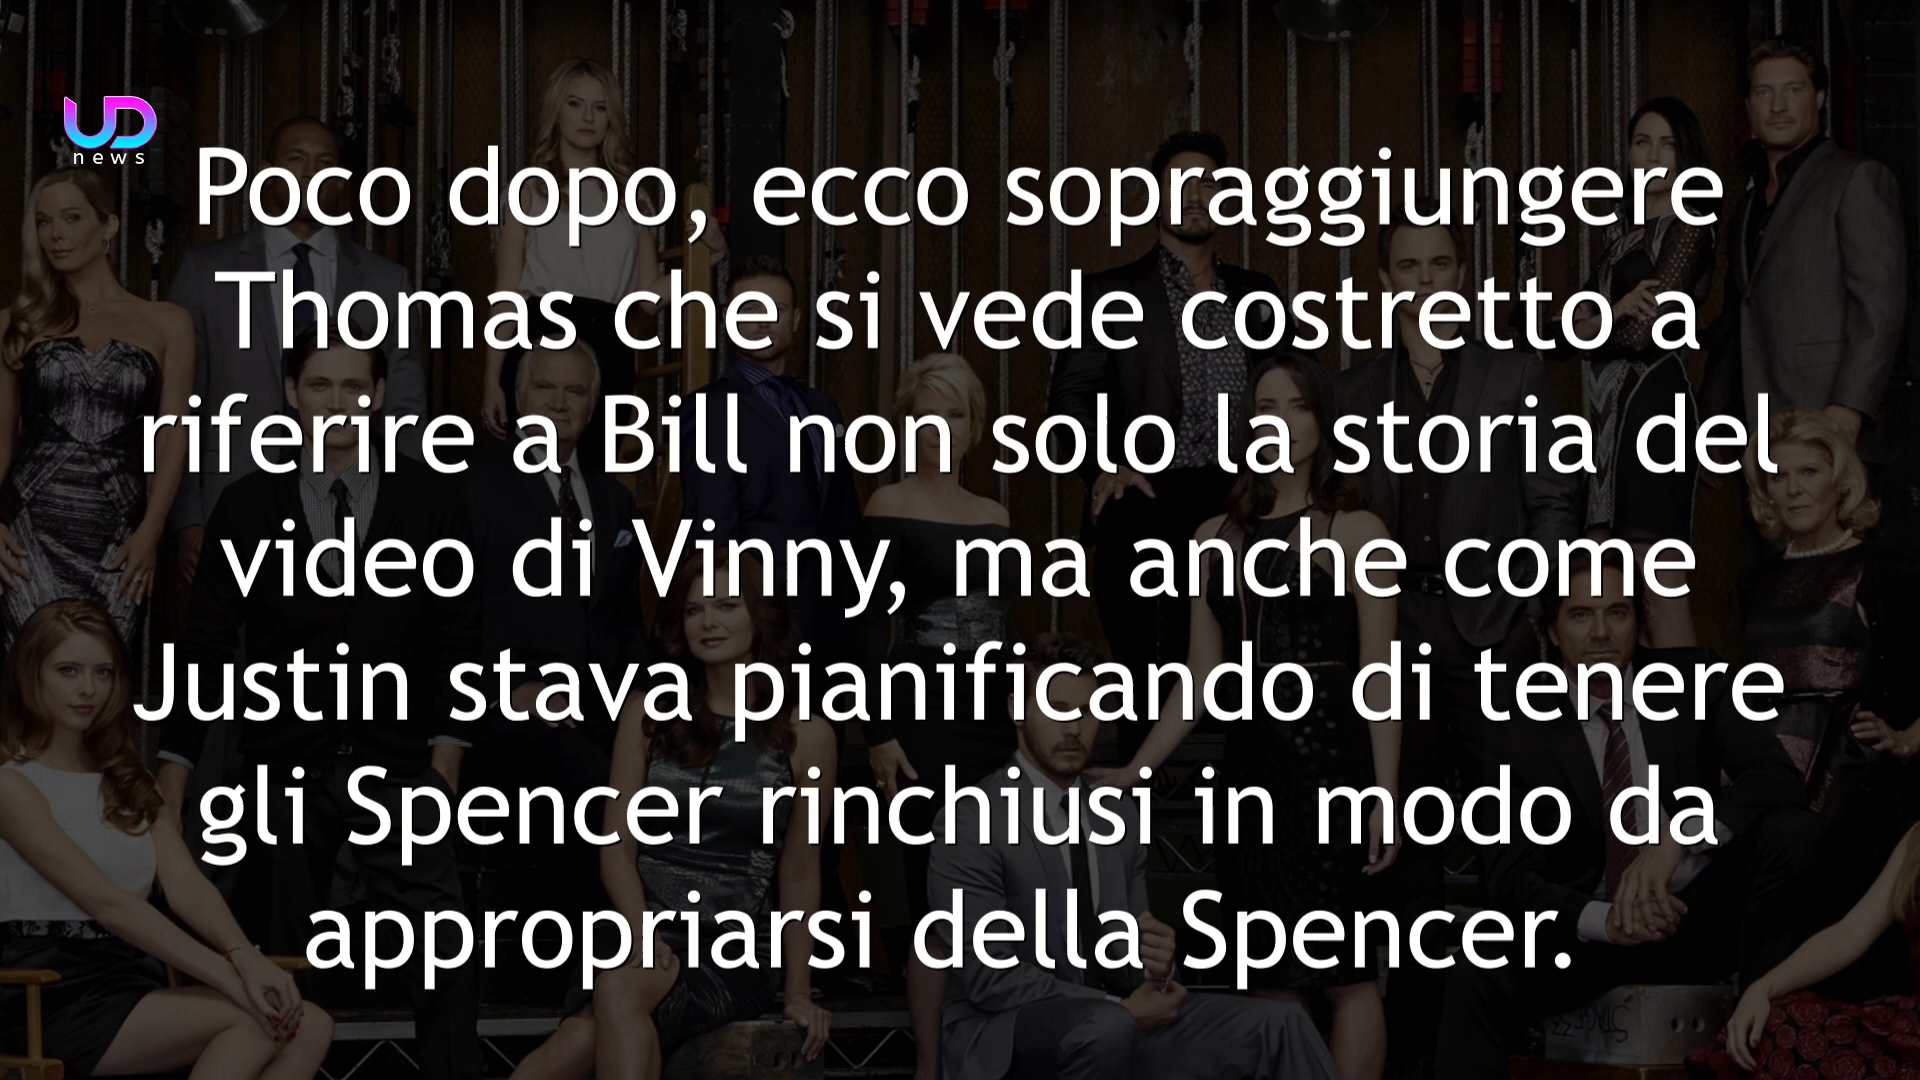 UD
news
Poco dopo, ecco sopraggiungere
Thomas che si vede costretto a
riferire a Bill non solo la storia del
video di Vinny, ma anche come
Justin stava pianificando di tenere
gli Spencer rinchiusi in modo da
appropriarsi della Spencer.
STAGE 33